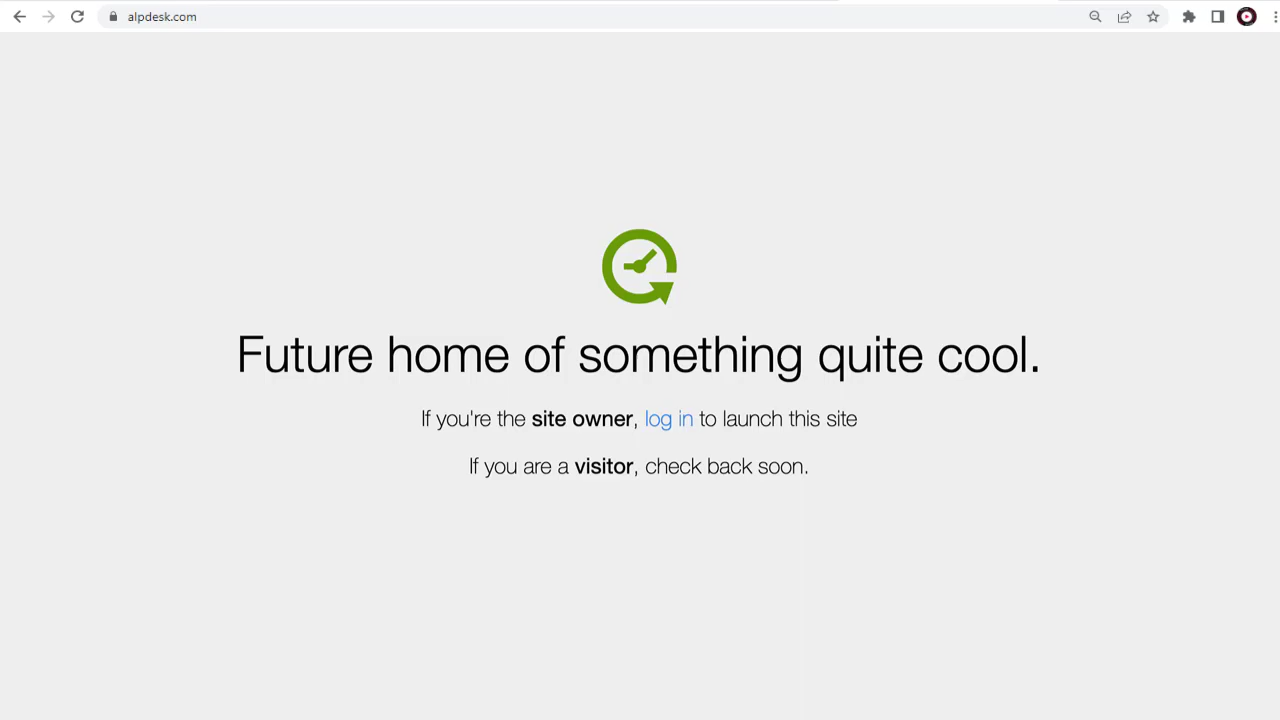 alpdesk.com
Future home of something quite cool.
If you're the site owner, log in to launch this site
If you are a visitor, check back soon.